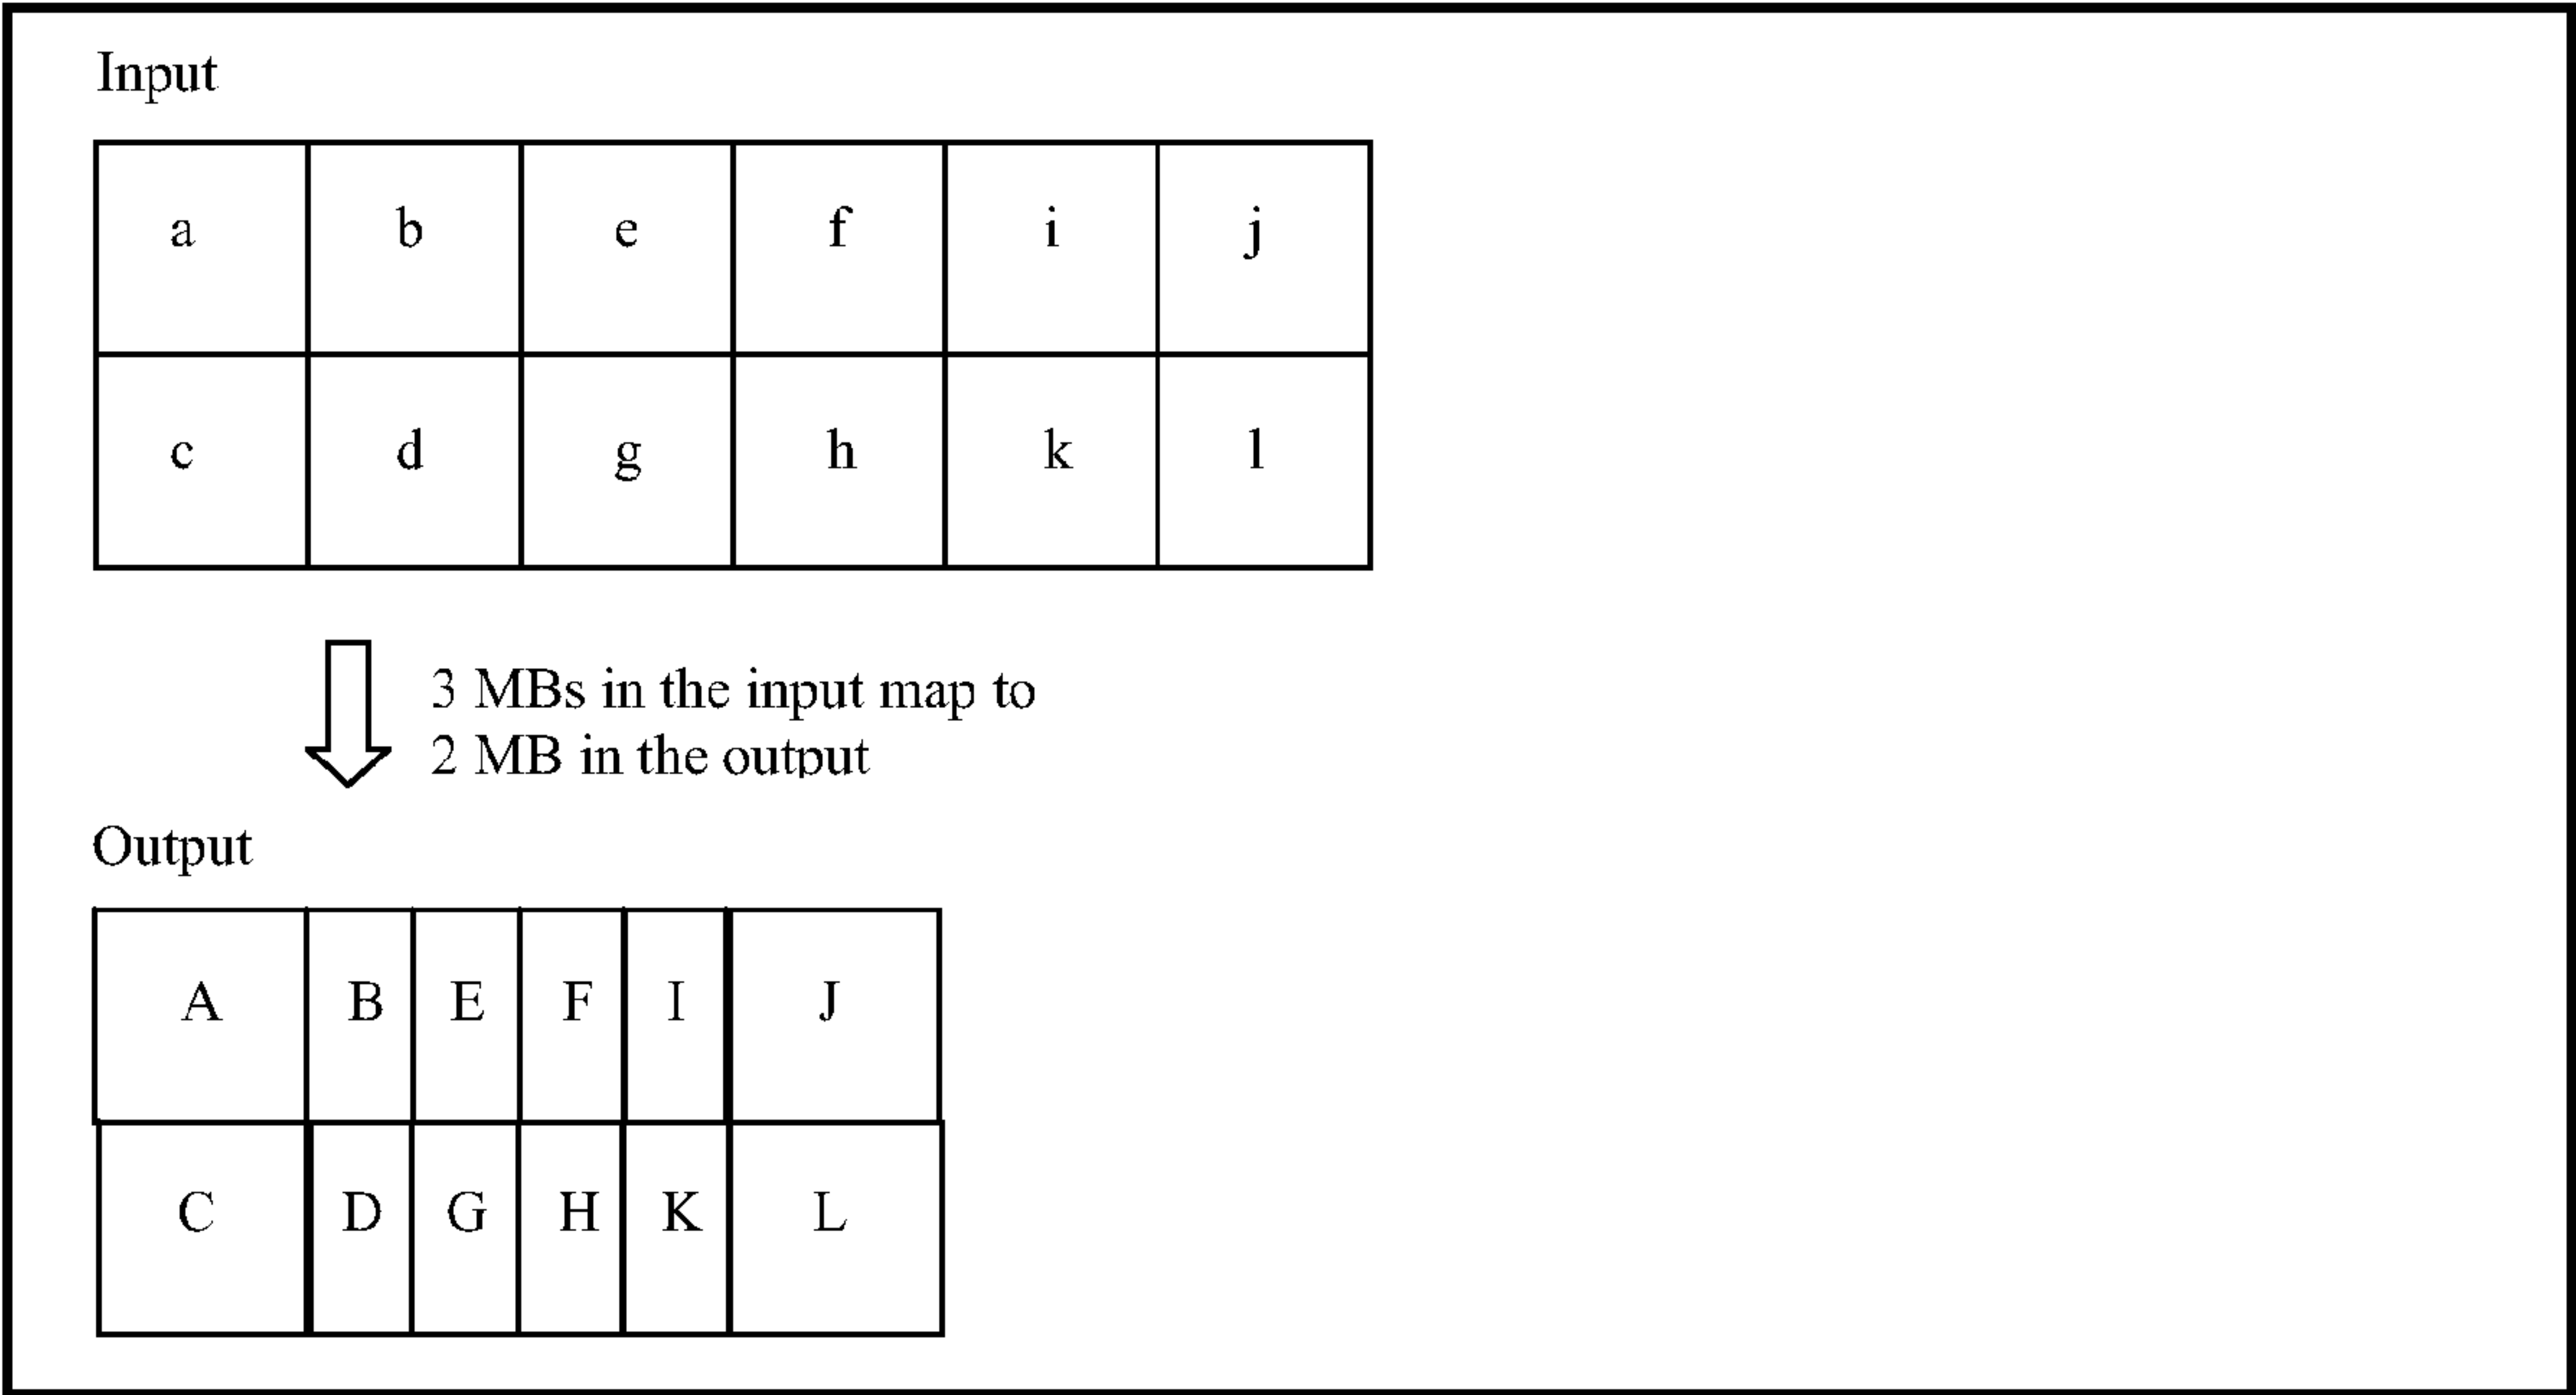 Input
a b e f i j
c d g h k l
3 MBs in the input map to
2 MB in the output
Output
A B E F I J
C D G H K L